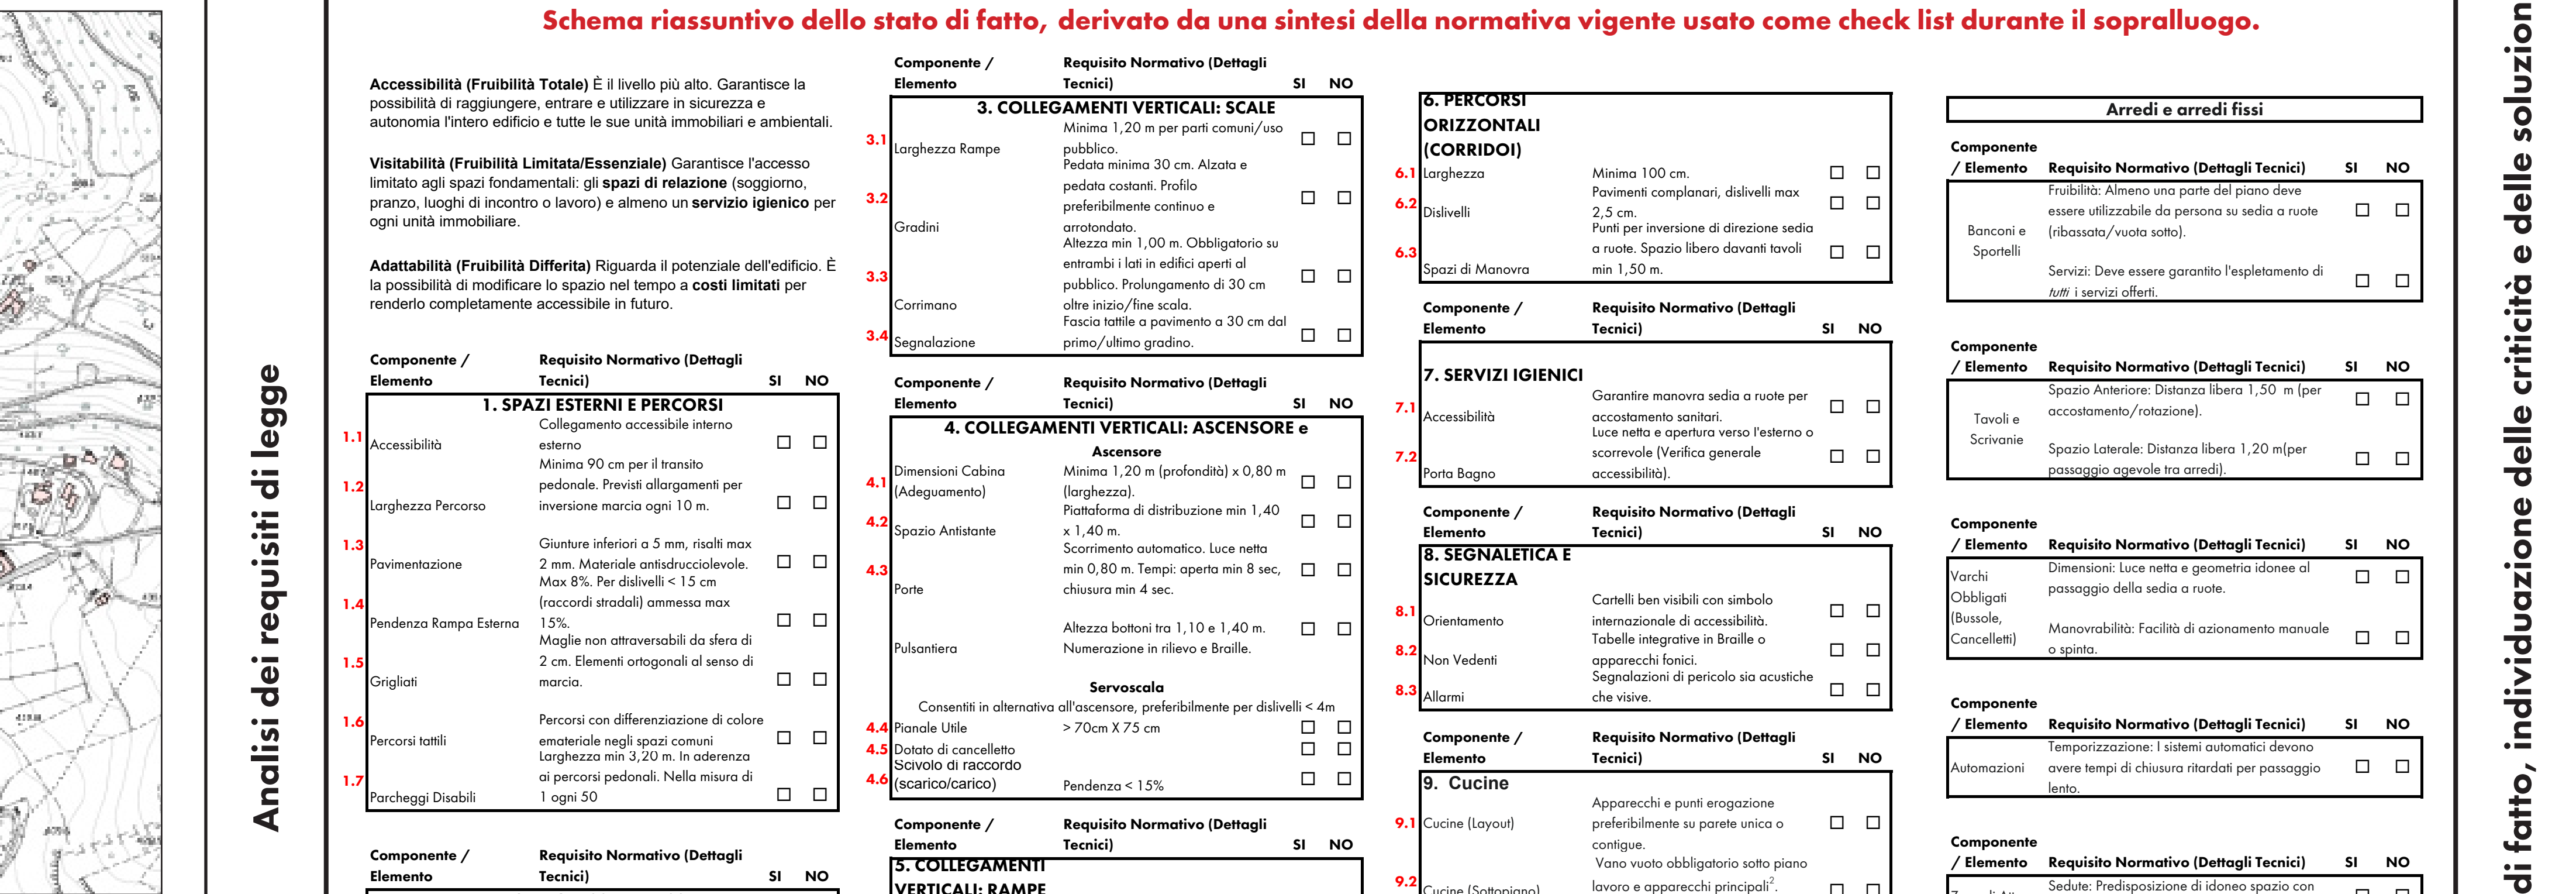 Schema riassuntivo dello stato di fatto, derivato da una sintesi della normativa vigente usato come check list durante il sopralluogo.
Analisi dei requisiti di legge
Accessibilità (Fruibilità Totale) È il livello più alto. Garantisce la
possibilità di raggiungere, entrare e utilizzare in sicurezza e
autonomia l'intero edificio e tutte le sue unità immobiliari e ambientali.
Visitabilità (Fruibilità Limitata/Essenziale) Garantisce l'accesso
limitato agli spazi fondamentali: gli spazi di relazione (soggiorno,
pranzo, luoghi di incontro o lavoro) e almeno un servizio igienico per
ogni unità immobiliare.
Adattabilità (Fruibilità Differita) Riguarda il potenziale dell'edificio. È
la possibilità di modificare lo spazio nel tempo a costi limitati per
renderlo completamente accessibile in futuro.
Componente / Requisito Normativo (Dettagli
Elemento Tecnici) SI NO
1. SPAZI ESTERNI E PERCORSI
Collegamento accessibile interno
1.1 Accessibilità esterno
Minima 90 cm per il transito
1.2 pedonale. Previsti allargamenti per
Larghezza Percorso inversione marcia ogni 10 m.
1.3 Giunture inferiori a 5 mm, risalti max
Pavimentazione 2 mm. Materiale antisdrucciolevole.
Max 8%. Per dislivelli < 15 cm
1.4 (raccordi stradali) ammessa max
Pendenza Rampa Esterna 15%.
Maglie non attraversabili da sfera di
1.5 2 cm. Elementi ortogonali al senso di
Grigliati marcia.
1.6 Percorsi con differenziazione di colore
Percorsi tattili emateriale negli spazi comuni
Larghezza min 3,20 m. In aderenza
1.7 ai percorsi pedonali. Nella misura di
Parcheggi Disabili 1 ogni 50
Componente / Requisito Normativo (Dettagli
Elemento Tecnici) SI NO
Componente / Requisito Normativo (Dettagli
Elemento Tecnici) SI NO
3. COLLEGAMENTI VERTICALI: SCALE
3.1 Minima 1,20 m per parti comuni/uso
Larghezza Rampe pubblico.
Pedata minima 30 cm. Alzata e
pedata costanti. Profilo
3.2 preferibilmente continuo e
Gradini arrotondato.
Altezza min 1,00 m. Obbligatorio su
entrambi i lati in edifici aperti al
3.3 pubblico. Prolungamento di 30 cm
Corrimano oltre inizio/fine scala.
Fascia tattile a pavimento a 30 cm dal
3.4 Segnalazione primo/ultimo gradino.
Componente / Requisito Normativo (Dettagli
Elemento Tecnici) SI NO
4. COLLEGAMENTI VERTICALI: ASCENSORE e
Ascensore
Dimensioni Cabina Minima 1,20 m (profondità) x 0,80 m
4.1 (Adeguamento) (larghezza).
4.2 Piattaforma di distribuzione min 1,40
Spazio Antistante x 1,40 m.
Scorrimento automatico. Luce netta
4.3 min 0,80 m. Tempi: aperta min 8 sec,
Porte chiusura min 4 sec.
Altezza bottoni tra 1,10 e 1,40 m.
Pulsantiera Numerazione in rilievo e Braille.
Servoscala
Consentiti in alternativa all'ascensore, preferibilmente per dislivelli < 4m
4.4 Pianale Utile > 70cm X 75 cm
4.5 Dotato di cancelletto
Scivolo di raccordo
4.6 (scarico/carico) Pendenza < 15%
Componente / Requisito Normativo (Dettagli
Elemento Tecnici) SI NO
5. COLLEGAMENTI
VERTICALI: RAMPE
6. PERCORSI
ORIZZONTALI
(CORRIDOI)
6.1 Larghezza Minima 100 cm.
6.2 Pavimenti complanari, dislivelli max
Dislivelli 2,5 cm.
Punti per inversione di direzione sedia
6.3 a ruote. Spazio libero davanti tavoli
Spazi di Manovra min 1,50 m.
Componente / Requisito Normativo (Dettagli
Elemento Tecnici) SI NO
7. SERVIZI IGIENICI
7.1 Garantire manovra sedia a ruote per
Accessibilità accostamento sanitari.
Luce netta e apertura verso l'esterno o
7.2 scorrevole (Verifica generale
Porta Bagno accessibilità).
Componente / Requisito Normativo (Dettagli
Elemento Tecnici) SI NO
8. SEGNALETICA E
SICUREZZA
8.1 Cartelli ben visibili con simbolo
Orientamento internazionale di accessibilità.
8.2 Tabelle integrative in Braille o
Non Vedenti apparecchi fonici.
8.3 Segnalazioni di pericolo sia acustiche
Allarmi che visive.
Componente / Requisito Normativo (Dettagli
Elemento Tecnici) SI NO
9. Cucine
Apparecchi e punti erogazione
9.1 Cucine (Layout) preferibilmente su parete unica o
contigue.
9.2 Vano vuoto obbligatorio sotto piano
Cucine (Sottopiano) lavoro e apparecchi principali².
Arredi e arredi fissi
Componente
/ Elemento Requisito Normativo (Dettagli Tecnici) SI NO
Fruibilità: Almeno una parte del piano deve
essere utilizzabile da persona su sedia a ruote
Banconi e (ribassata/vuota sotto).
Sportelli
Servizi: Deve essere garantito l'espletamento di
tutti i servizi offerti.
Componente
/ Elemento Requisito Normativo (Dettagli Tecnici) SI NO
Spazio Anteriore: Distanza libera 1,50 m (per
Tavoli e accostamento/rotazione).
Scrivanie
Spazio Laterale: Distanza libera 1,20 m(per
passaggio agevole tra arredi).
Componente
/ Elemento Requisito Normativo (Dettagli Tecnici) SI NO
Varchi Dimensioni: Luce netta e geometria idonee al
Obbligati passaggio della sedia a ruote.
(Bussole,
Cancelletti) Manovrabilità: Facilità di azionamento manuale
o spinta.
Componente
/ Elemento Requisito Normativo (Dettagli Tecnici) SI NO
Temporizzazione: I sistemi automatici devono
Automazioni avere tempi di chiusura ritardati per passaggio
lento.
Componente
/ Elemento Requisito Normativo (Dettagli Tecnici) SI NO
Sedute: Predisposizione di idoneo spazio con
di fatto, individuazione delle criticità e delle soluzion